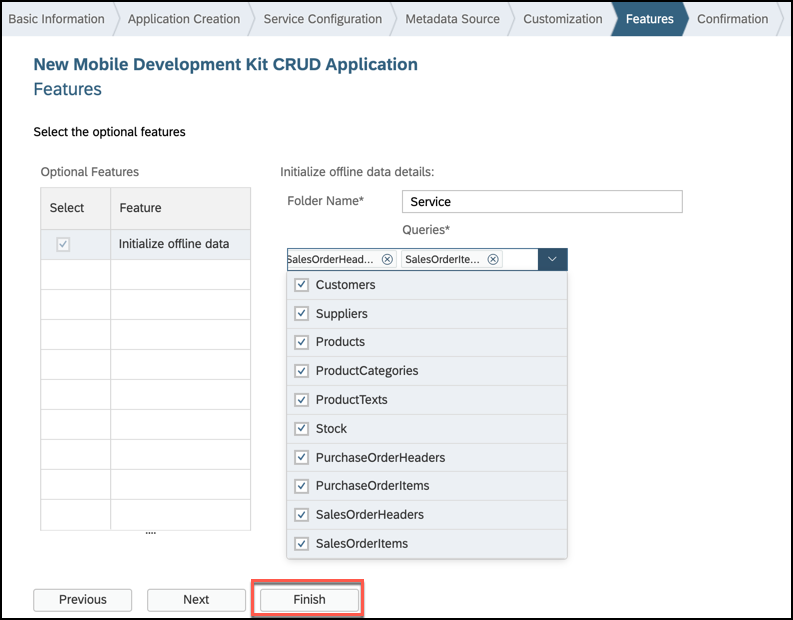 Basic Information Application Creation Service Configuration Metadata Source Customization Features Confirmation
New Mobile Development Kit CRUD Application
Features
Select the optional features
Optional Features
Select Feature
Initialize offline data
....
Initialize offline data details:
Folder Name* Service
Queries*
SalesOrderHead... SalesOrderIte...
Customers
Suppliers
Products
ProductCategories
ProductTexts
Stock
PurchaseOrderHeaders
PurchaseOrderItems
SalesOrderHeaders
SalesOrderItems
Previous Next Finish